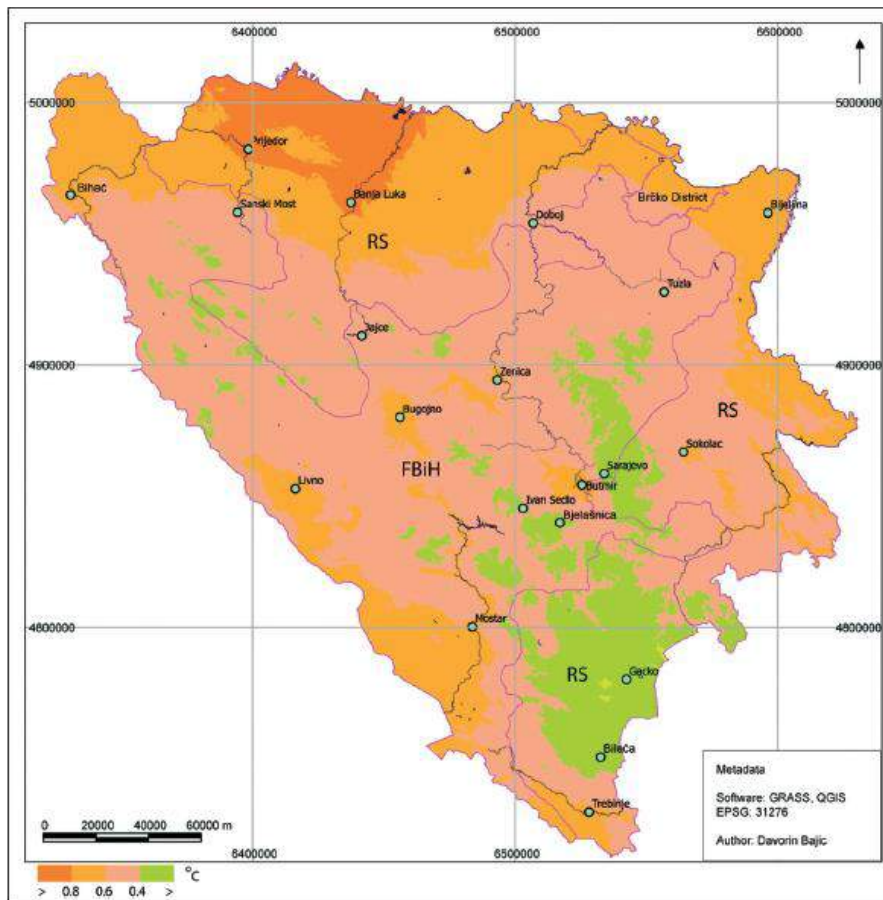 6400000 6500000 6600000
5000000 5000000
Prijedor
Bihać
Banja Luka
Sanski Most
Brčko District
Bijeljina
Doboj
RS
Tuzla
Jajce
4900000 4900000
Zenica
Bugojno
RS
Sokolac
FBiH
Sarajevo
Livno
Butmir
Ivan Sedlo
Bjelašnica
Mostar
4800000 4800000
RS
Gacko
Bileća
Trebinje
Metadata
Software: GRASS, QGIS
EPSG: 31276
Author: Davorin Bajic
0 20000 40000 60000 m
6400000 6500000 6600000
°C
> 0.8 0.6 0.4 >